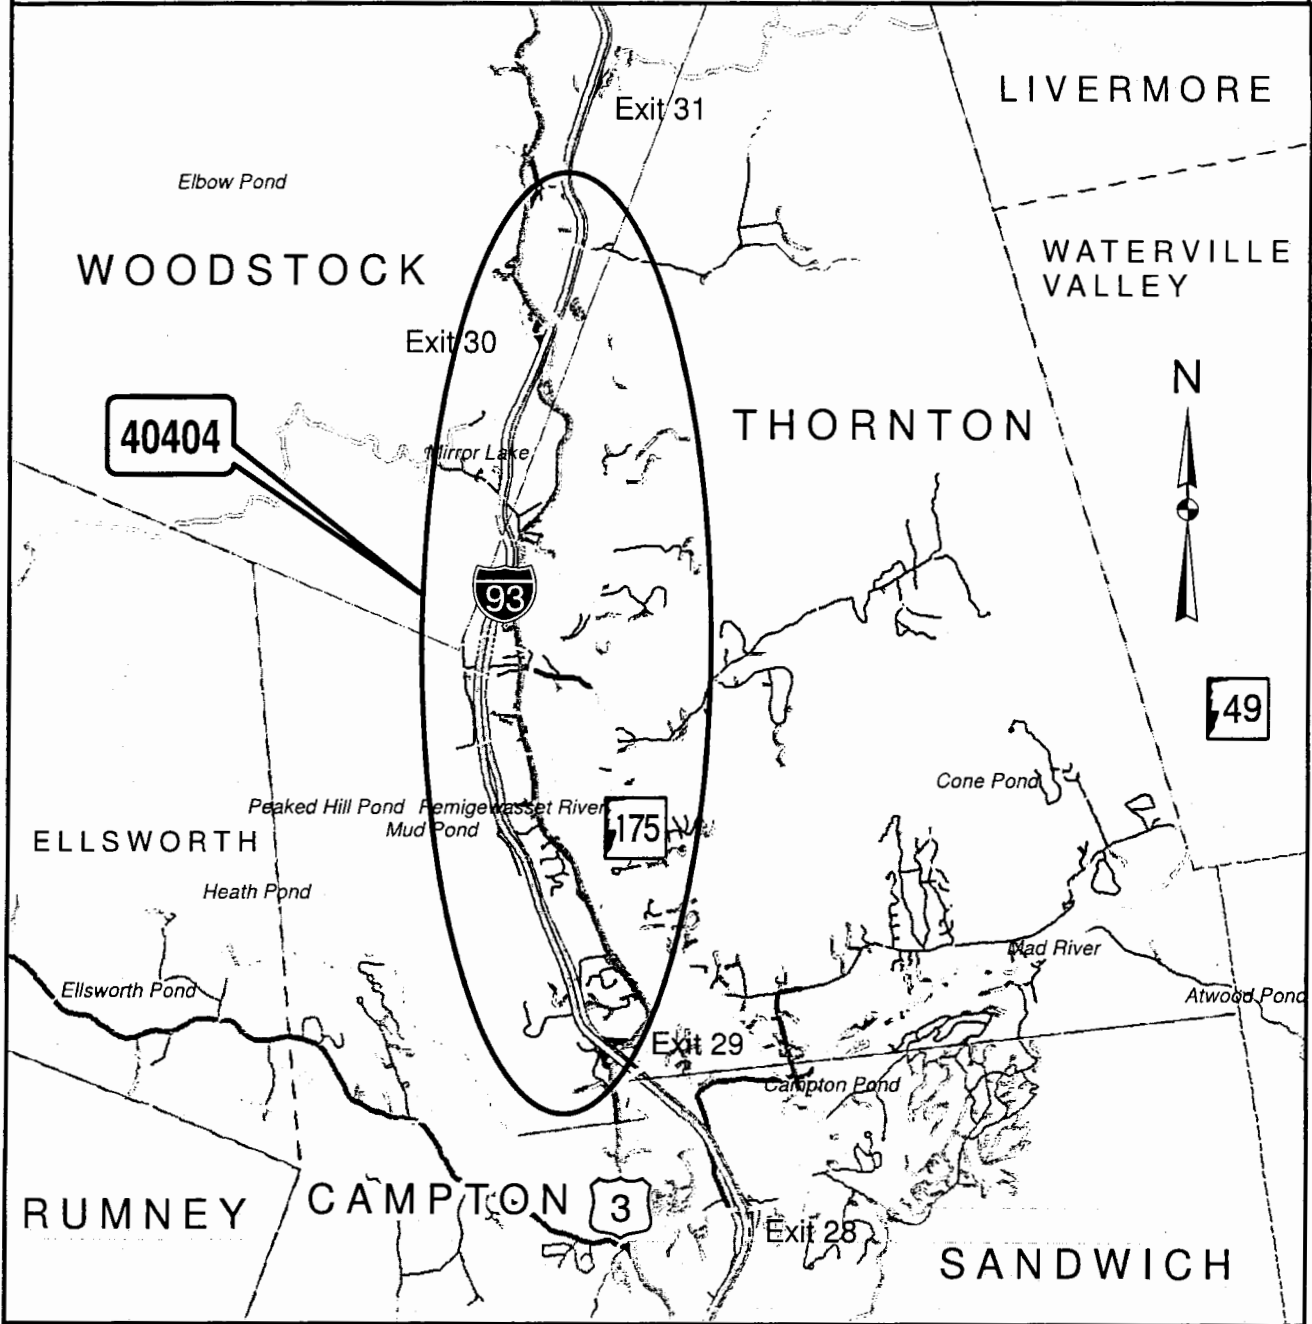 LIVERMORE
Exit 31
Elbow Pond
WOODSTOCK
WATERVILLE
VALLEY
Exit 30
N
40404
THORNTON
Mirror Lake
93
49
Cone Pond
Peaked Hill Pond
Pemigewasset River
Mud Pond
175
ELLSWORTH
Heath Pond
Mad River
Ellsworth Pond
Atwood Pond
Exit 29
Campton Pond
RUMNEY
CAMPTON
3
Exit 28
SANDWICH